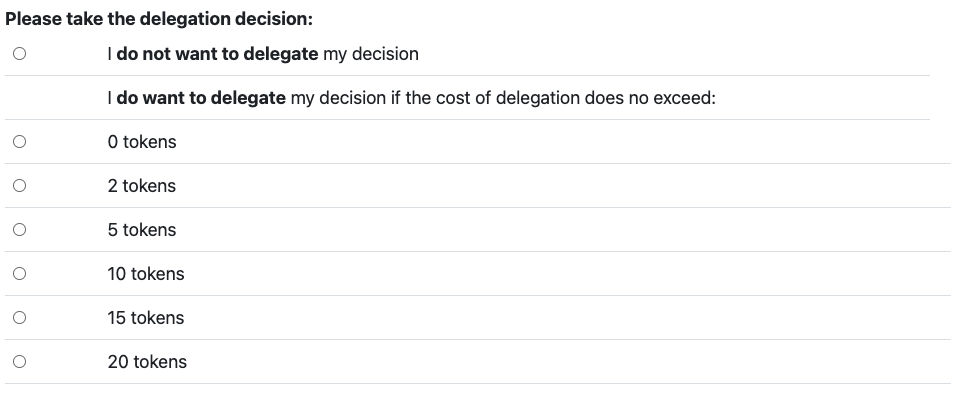 Please take the delegation decision:
I do not want to delegate my decision
I do want to delegate my decision if the cost of delegation does no exceed:
0 tokens
2 tokens
5 tokens
10 tokens
15 tokens
20 tokens